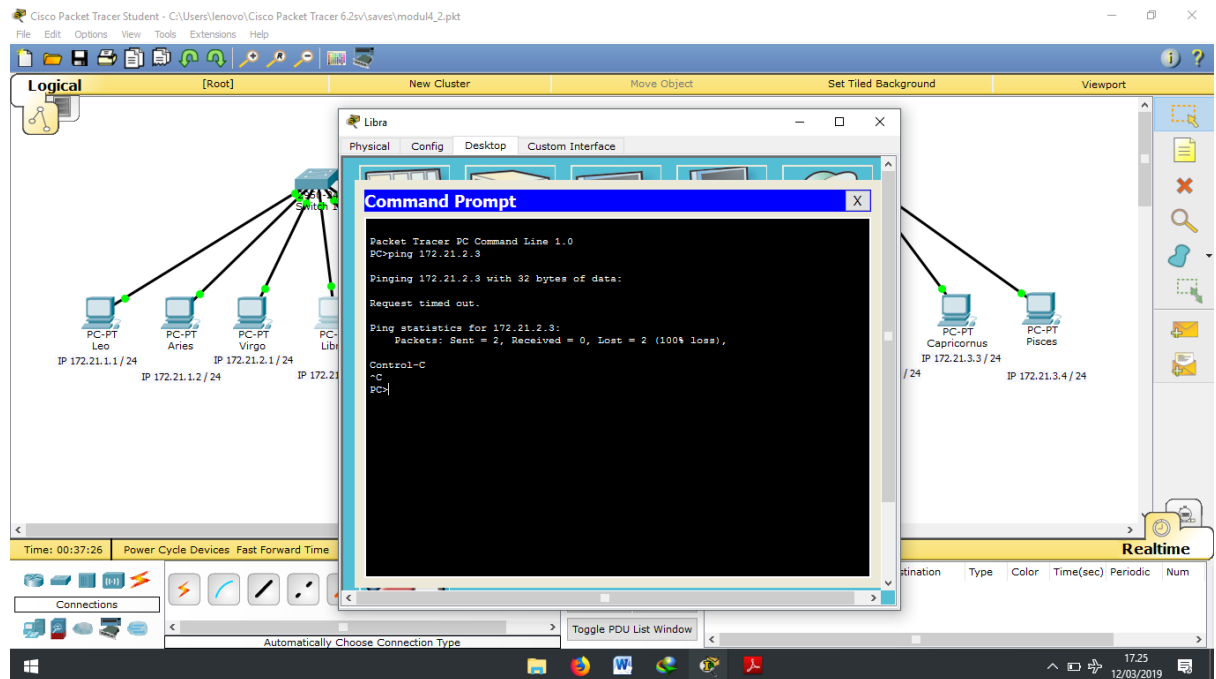 Cisco Packet Tracer Student - C:\Users\lenovo\Cisco Packet Tracer 6.2sv\saves\modul4_2.pkt
File Edit Options View Tools Extensions Help
Logical [Root] New Cluster Move Object Set Tiled Background Viewport
Libra
Physical Config Desktop Custom Interface
Command Prompt X
Packet Tracer PC Command Line 1.0
PC>ping 172.21.2.3
Pinging 172.21.2.3 with 32 bytes of data:
Request timed out.
Ping statistics for 172.21.2.3:
Packets: Sent = 2, Received = 0, Lost = 2 (100% loss),
Control-C
^C
PC>
Switch
PC-PT
Leo
IP 172.21.1.1 / 24
PC-PT
Aries
IP 172.21.1.2 / 24
PC-PT
Virgo
IP 172.21.2.1 / 24
PC-
Libr
IP 172.21
PC-PT
Capricornus
IP 172.21.3.3 / 24
/ 24
PC-PT
Pisces
IP 172.21.3.4 / 24
Time: 00:37:26 Power Cycle Devices Fast Forward Time Realtime
Connections
Automatically Choose Connection Type
Toggle PDU List Window
stination Type Color Time(sec) Periodic Num
17.25
12/03/2019